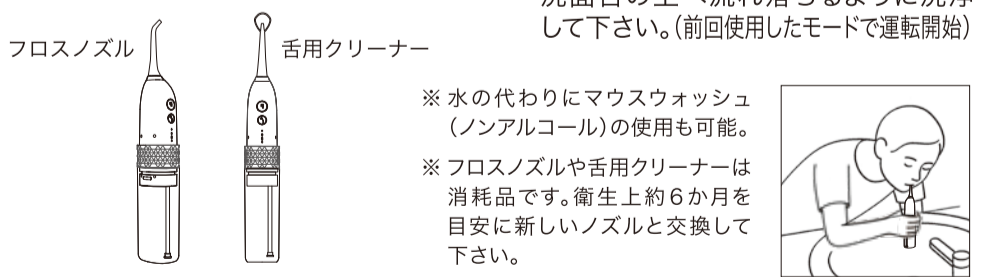 洗面台の上へ流れ落ちるように洗浄
して下さい。(前回使用したモードで運転開始)
フロスノズル
舌用クリーナー
※ 水の代わりにマウスウォッシュ
(ノンアルコール)の使用も可能。
※ フロスノズルや舌用クリーナーは
消耗品です。衛生上約6か月を
目安に新しいノズルと交換して
下さい。